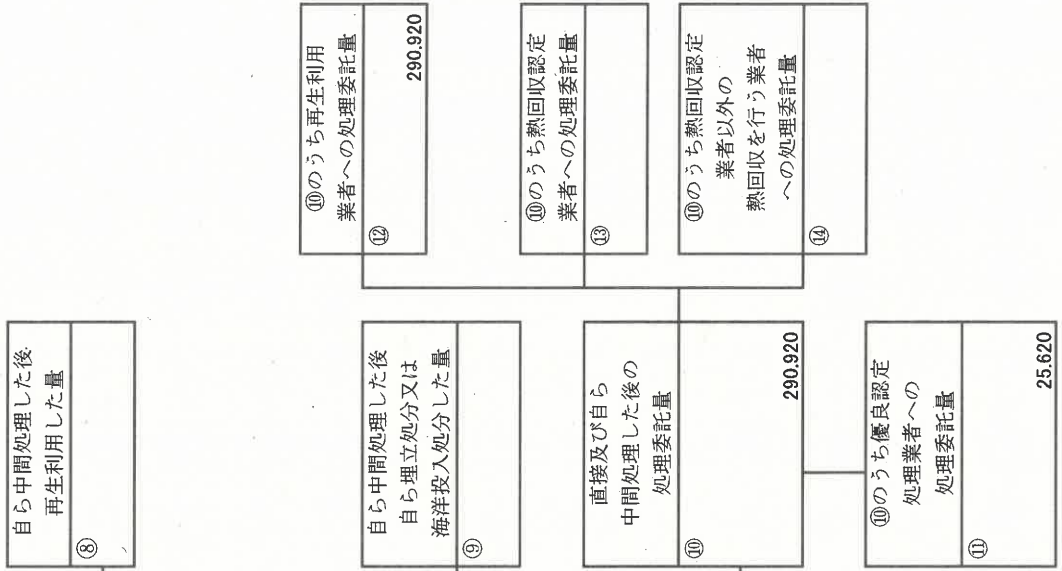 自ら中間処理した後
再生利用した量
⑧
自ら中間処理した後
自ら埋立処分又は
海洋投入処分した量
⑨
直接及び自ら
中間処理した後の
処理委託量
⑩
290.920
⑩のうち優良認定
処理業者への
処理委託量
⑪
25.620
⑩のうち再生利用
業者への処理委託量
⑫
290.920
⑩のうち熱回収認定
業者への処理委託量
⑬
⑩のうち熱回収認定
業者以外の
熱回収を行う業者
への処理委託量
⑭